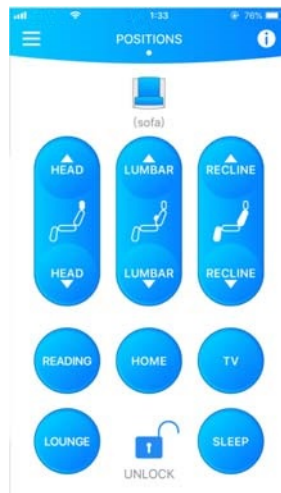 1:33 76%
POSITIONS
(sofa)
HEAD LUMBAR RECLINE
HEAD LUMBAR RECLINE
READING HOME TV
LOUNGE SLEEP
UNLOCK